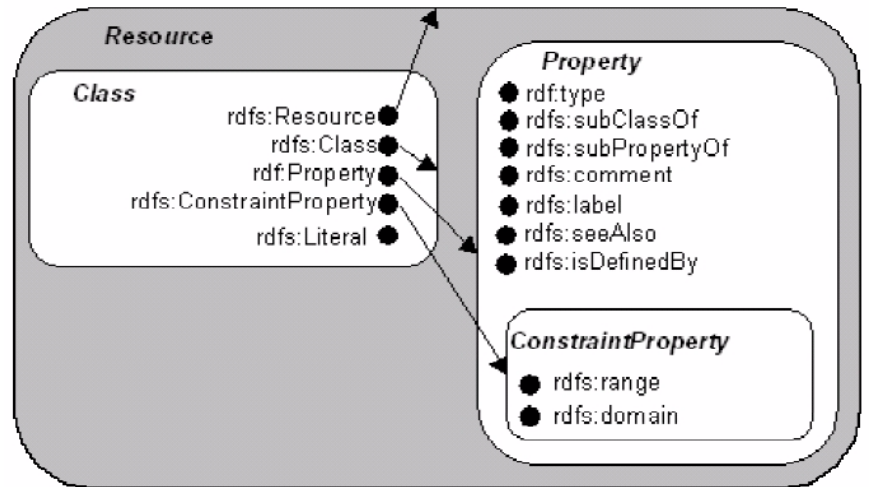 Resource
Class
rdfs:Resource
rdfs:Class
rdf:Property
rdfs:ConstraintProperty
rdfs:Literal
Property
rdf:type
rdfs:subClassOf
rdfs:subPropertyOf
rdfs:comment
rdfs:label
rdfs:seeAlso
rdfs:isDefinedBy
ConstraintProperty
rdfs:range
rdfs:domain